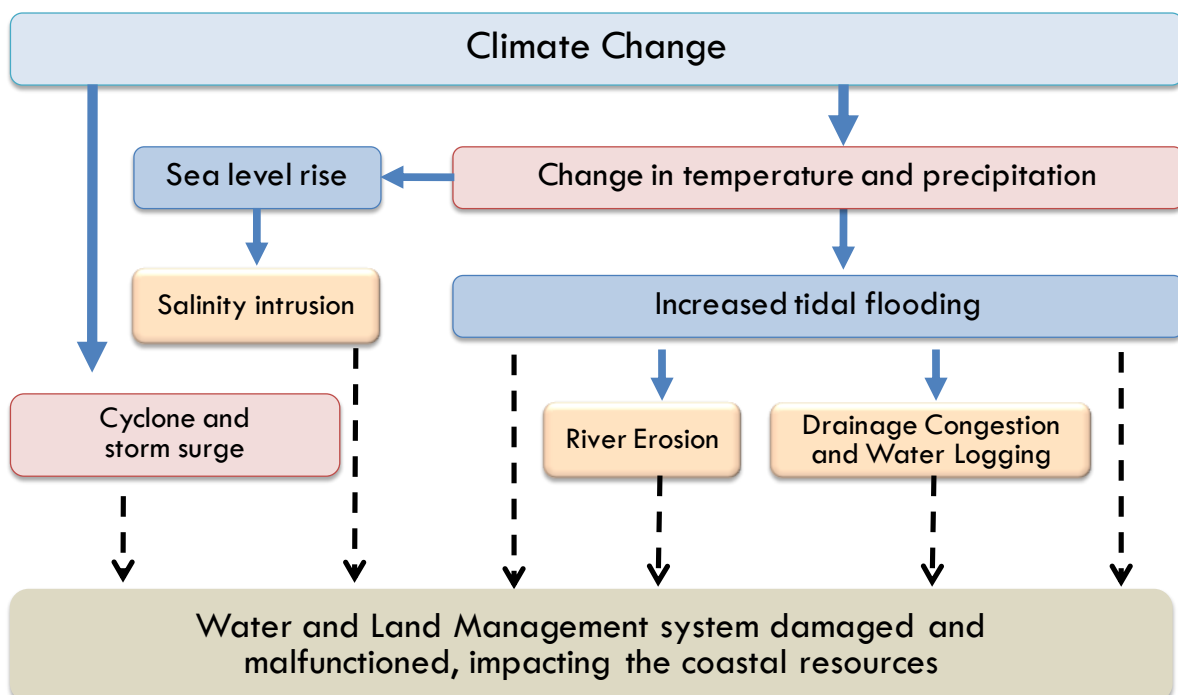 Climate Change
Sea level rise
Change in temperature and precipitation
Salinity intrusion
Increased tidal flooding
Cyclone and
storm surge
River Erosion
Drainage Congestion
and Water Logging
Water and Land Management system damaged and
malfunctioned, impacting the coastal resources